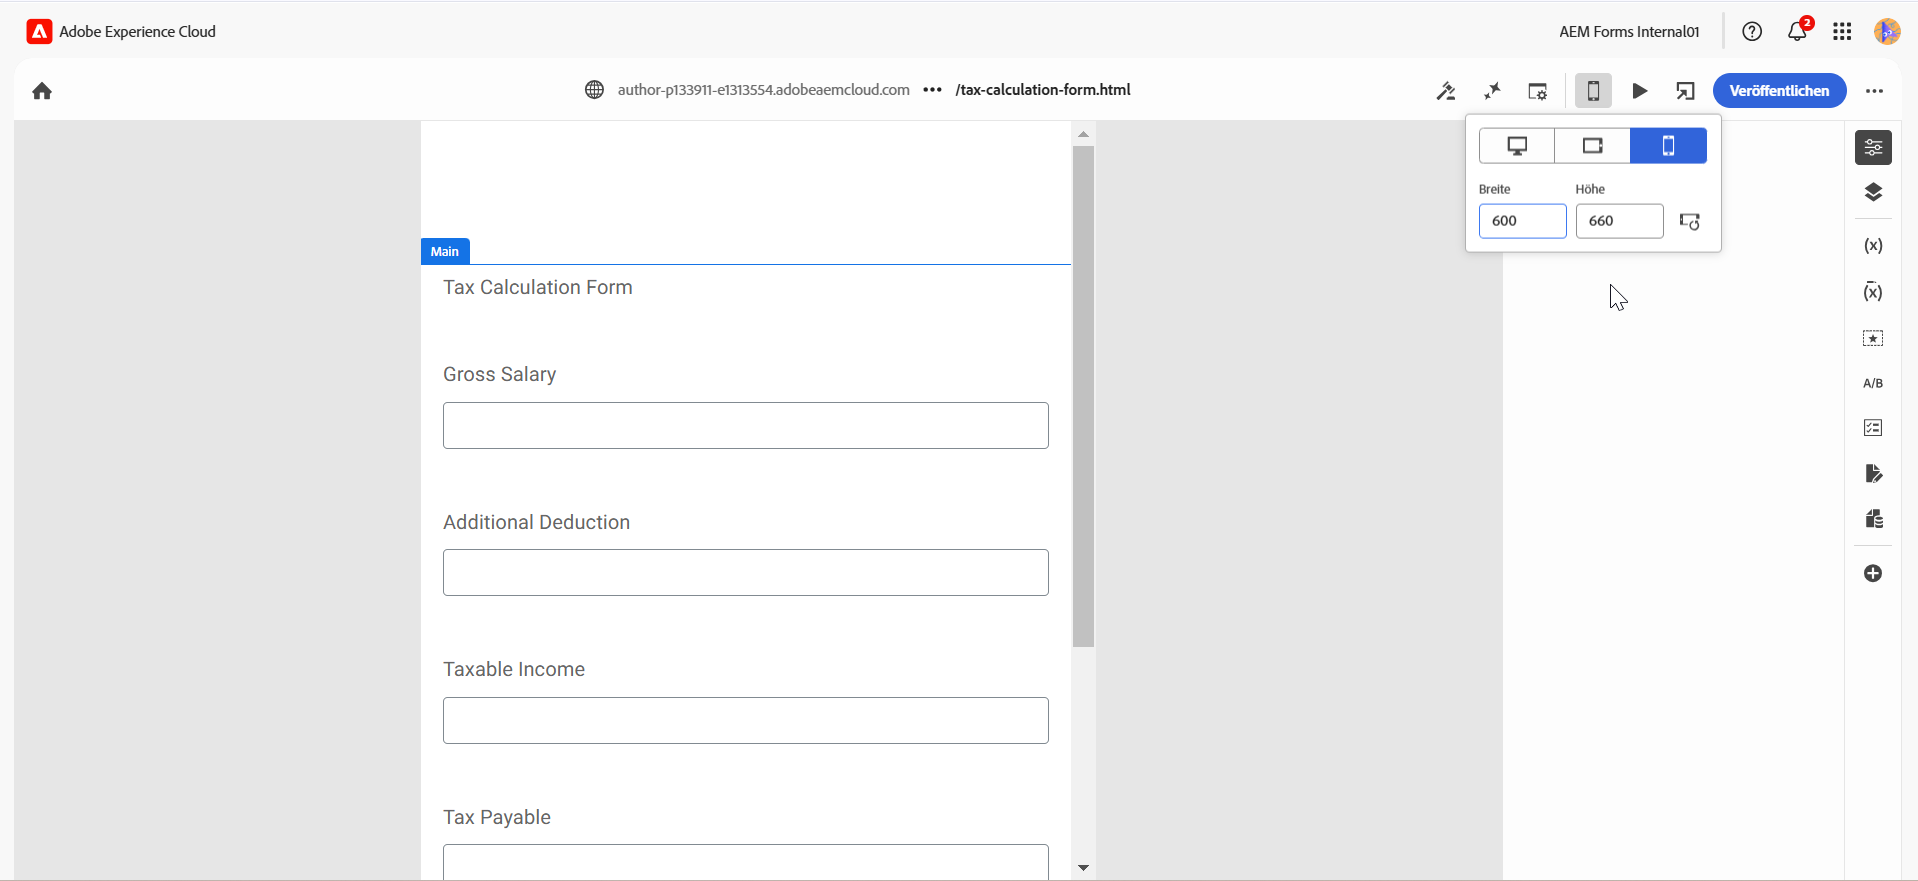 Adobe Experience Cloud
AEM Forms Internal01
2
author-p133911-e1313554.adobeaemcloud.com ••• /tax-calculation-form.html
Veröffentlichen
Breite
Höhe
600
660
Main
Tax Calculation Form
Gross Salary
Additional Deduction
Taxable Income
Tax Payable
(x)
(x)
A/B